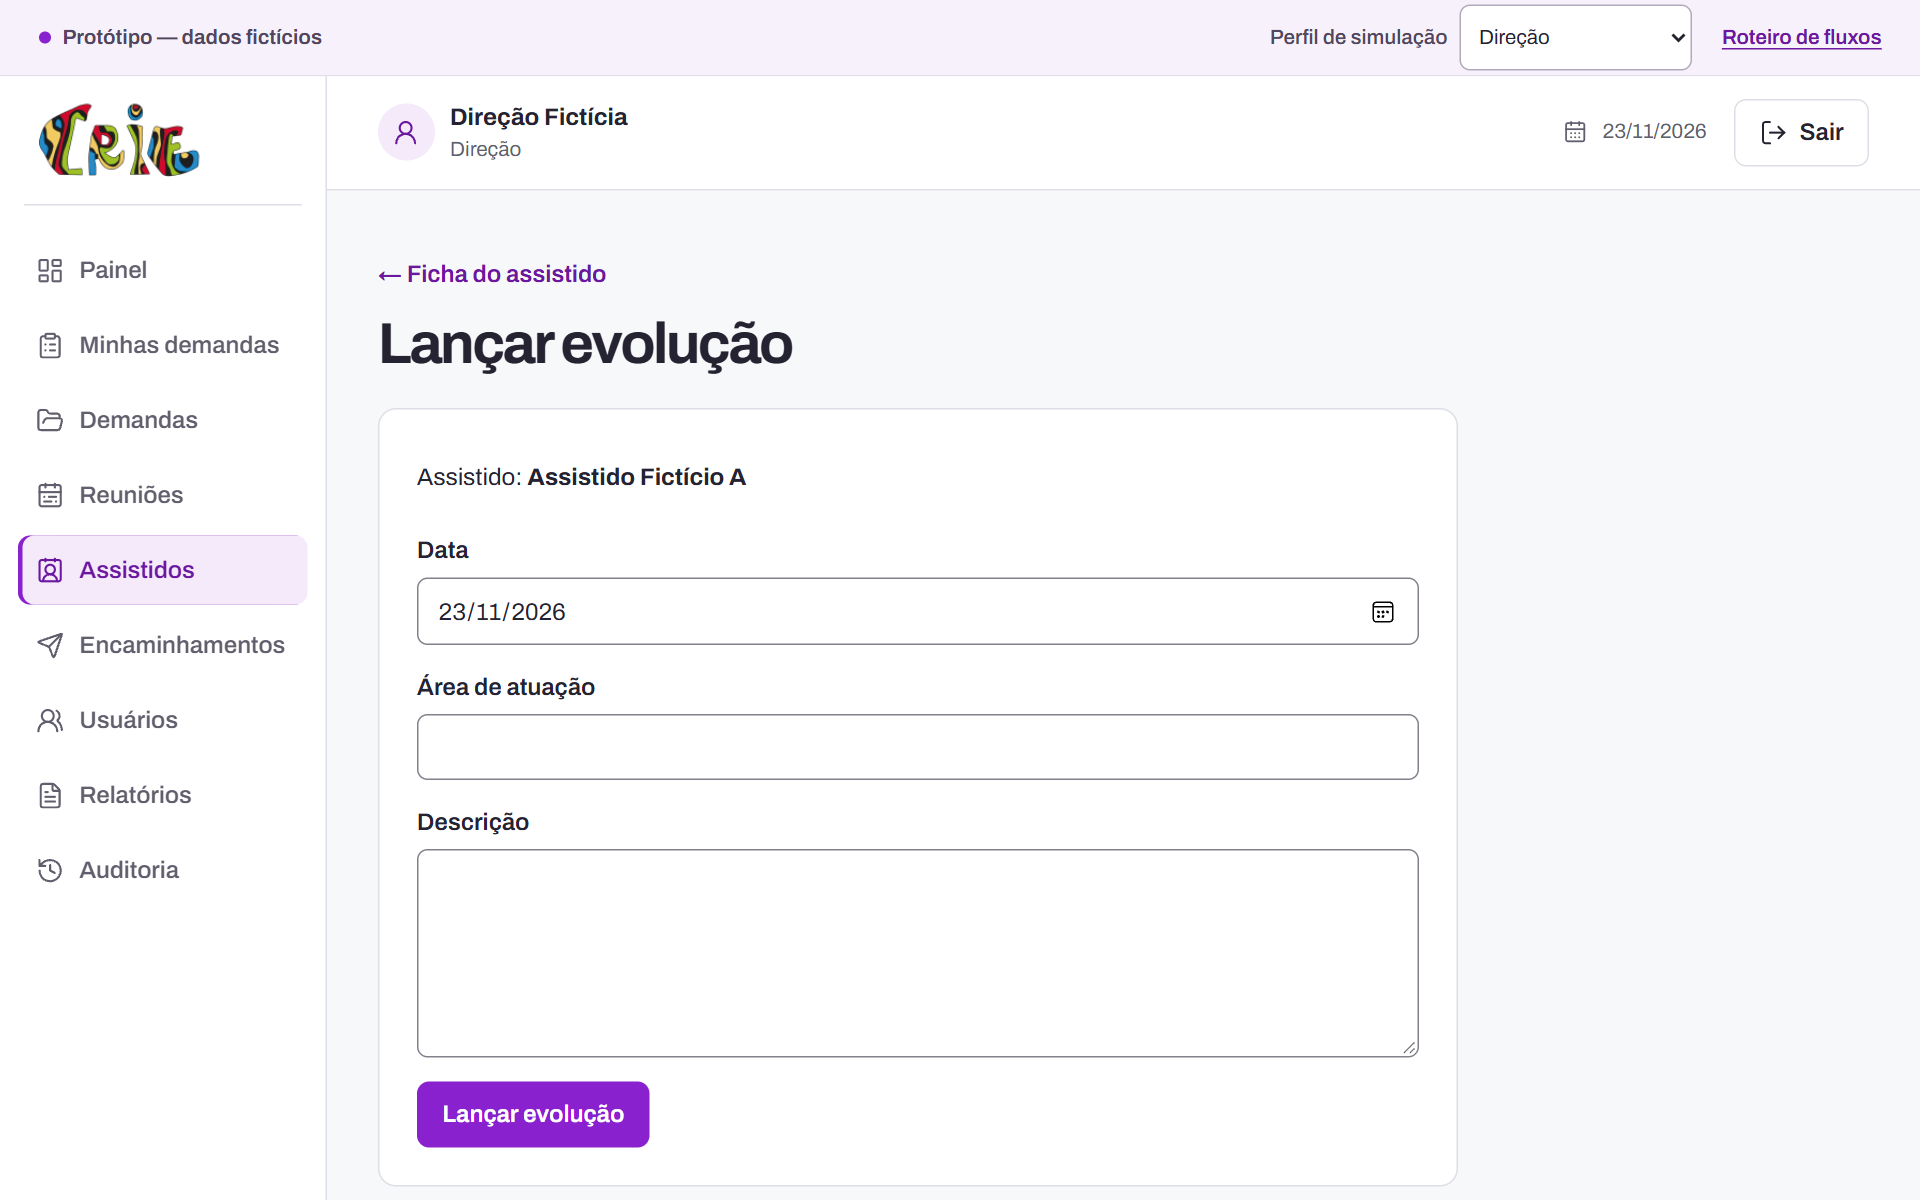 Protótipo — dados fictícios
Perfil de simulação
Direção
Roteiro de fluxos
CRIE
Direção Fictícia
Direção
23/11/2026
Sair
Painel
Minhas demandas
Demandas
Reuniões
Assistidos
Encaminhamentos
Usuários
Relatórios
Auditoria
← Ficha do assistido
Lançar evolução
Assistido: Assistido Fictício A
Data
23/11/2026
Área de atuação
Descrição
Lançar evolução